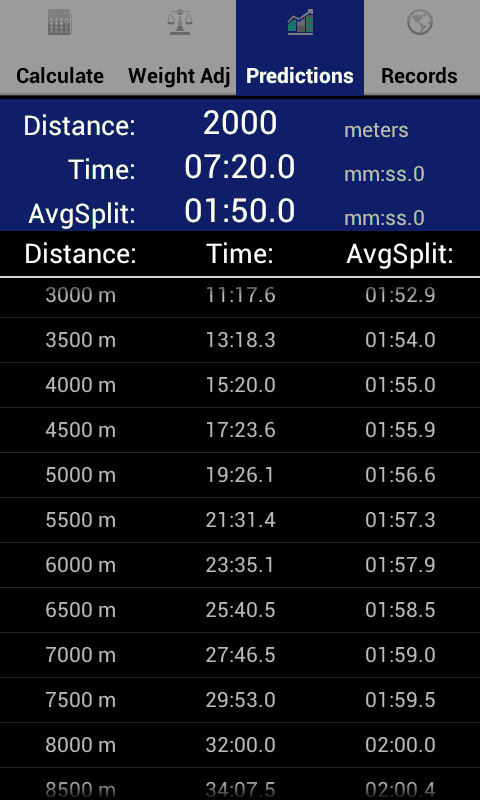 Calculate Weight Adj Predictions Records
Distance: 2000 meters
Time: 07:20.0 mm:ss.0
AvgSplit: 01:50.0 mm:ss.0
Distance: Time: AvgSplit:
3000 m 11:17.6 01:52.9
3500 m 13:18.3 01:54.0
4000 m 15:20.0 01:55.0
4500 m 17:23.6 01:55.9
5000 m 19:26.1 01:56.6
5500 m 21:31.4 01:57.3
6000 m 23:35.1 01:57.9
6500 m 25:40.5 01:58.5
7000 m 27:46.5 01:59.0
7500 m 29:53.0 01:59.5
8000 m 32:00.0 02:00.0
8500 m 34:07.5 02:00.4